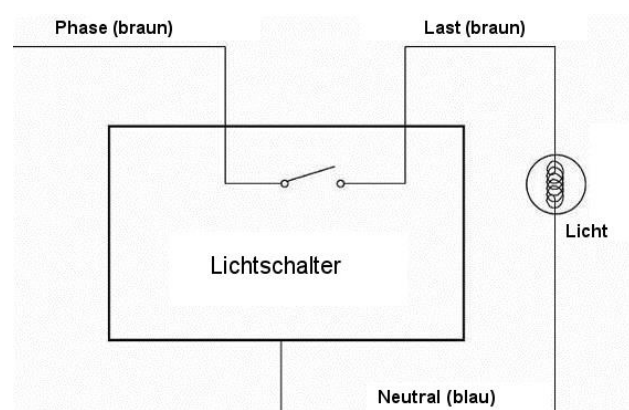 Phase (braun)
Last (braun)
Licht
Lichtschalter
Neutral (blau)